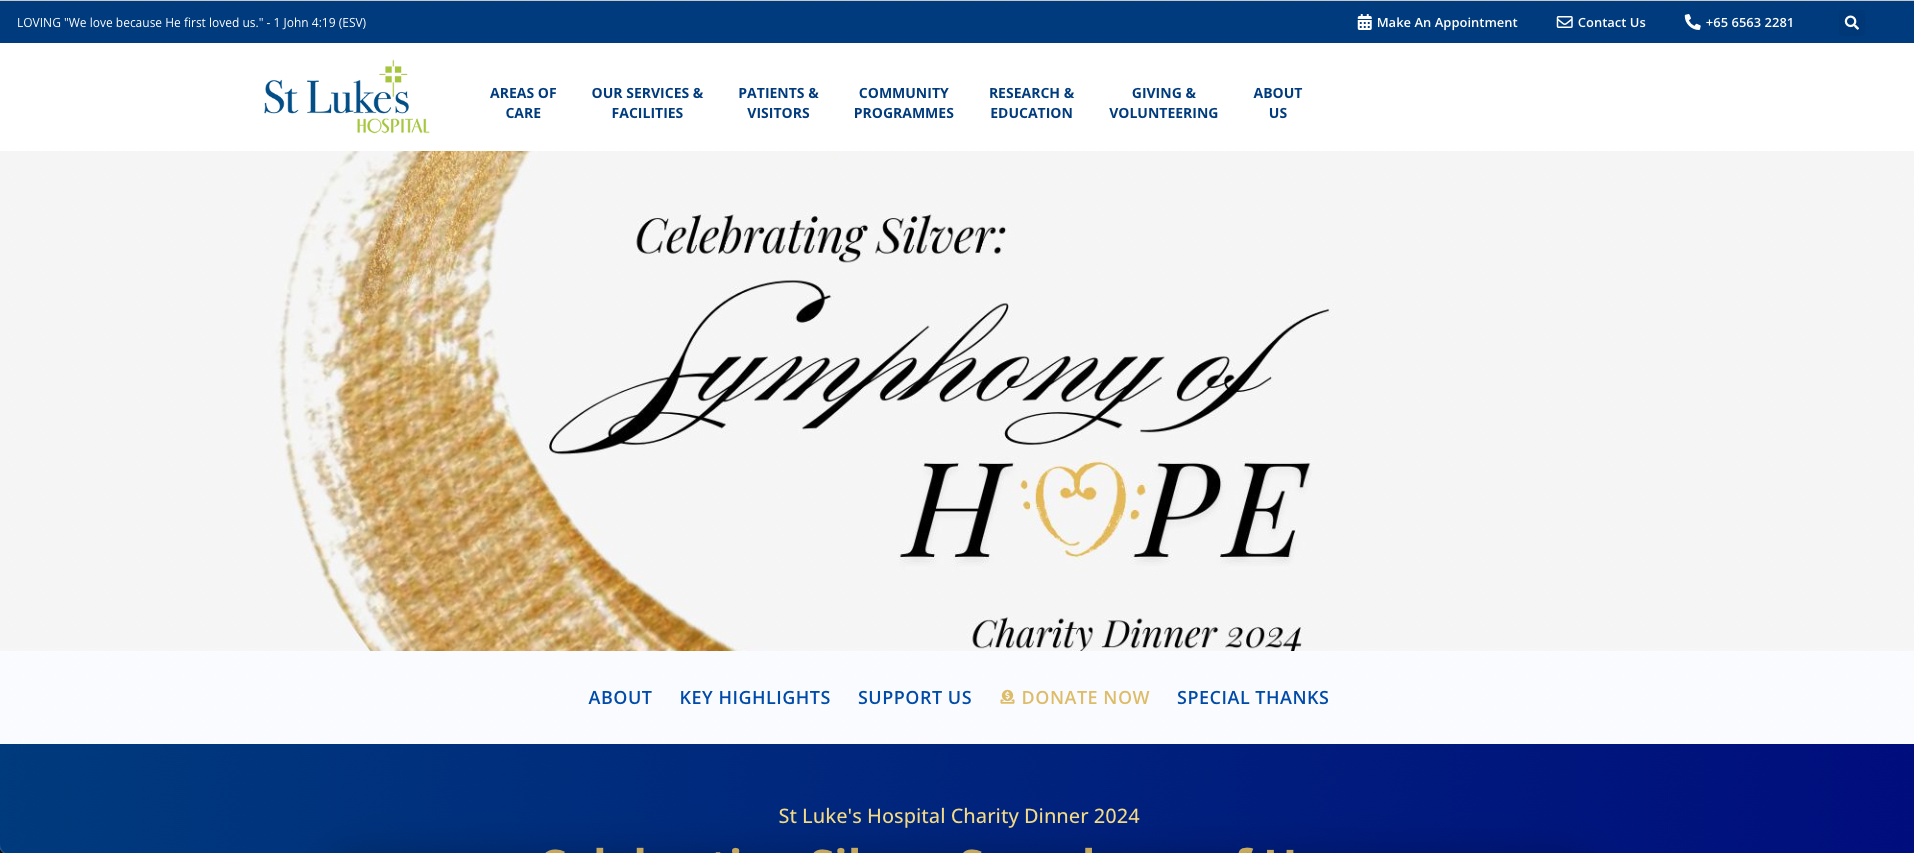 LOVING "We love because He first loved us." - 1 John 4:19 (ESV)
Make An Appointment
Contact Us
+65 6563 2281
St Luke's
HOSPITAL
AREAS OF
CARE
OUR SERVICES &
FACILITIES
PATIENTS &
VISITORS
COMMUNITY
PROGRAMMES
RESEARCH &
EDUCATION
GIVING &
VOLUNTEERING
ABOUT
US
Celebrating Silver:
Symphony of
HOPE
Charity Dinner 2024
ABOUT
KEY HIGHLIGHTS
SUPPORT US
DONATE NOW
SPECIAL THANKS
St Luke's Hospital Charity Dinner 2024